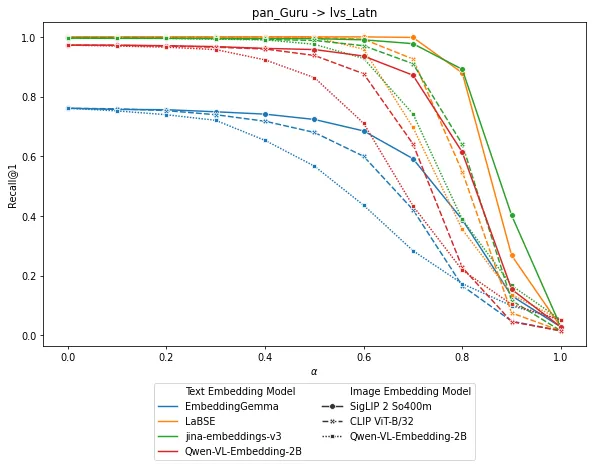 pan_Guru -> lvs_Latn
Recall@1
1.0
0.8
0.6
0.4
0.2
0.0
0.0 0.2 0.4 0.6 0.8 1.0
α
Text Embedding Model
EmbeddingGemma
LaBSE
jina-embeddings-v3
Qwen-VL-Embedding-2B
Image Embedding Model
SigLIP 2 So400m
CLIP ViT-B/32
Qwen-VL-Embedding-2B